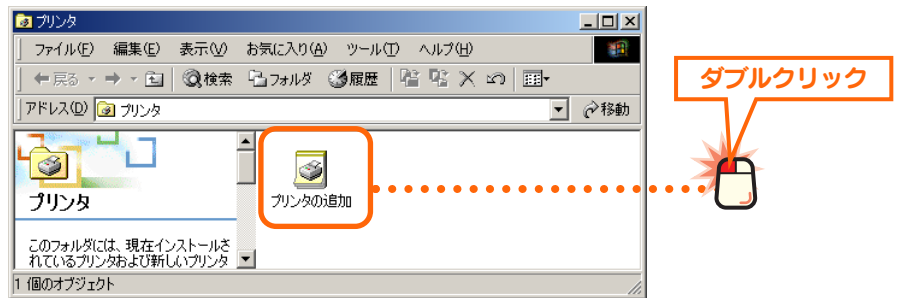 プリンタ
ファイル(F) 編集(E) 表示(V) お気に入り(A) ツール(T) ヘルプ(H)
戻る 検索 フォルダ 履歴
アドレス(D) プリンタ 移動
ダブルクリック
プリンタ
プリンタの追加
このフォルダには、現在インストールさ
れているプリンタおよび新しいプリンタ
1 個のオブジェクト